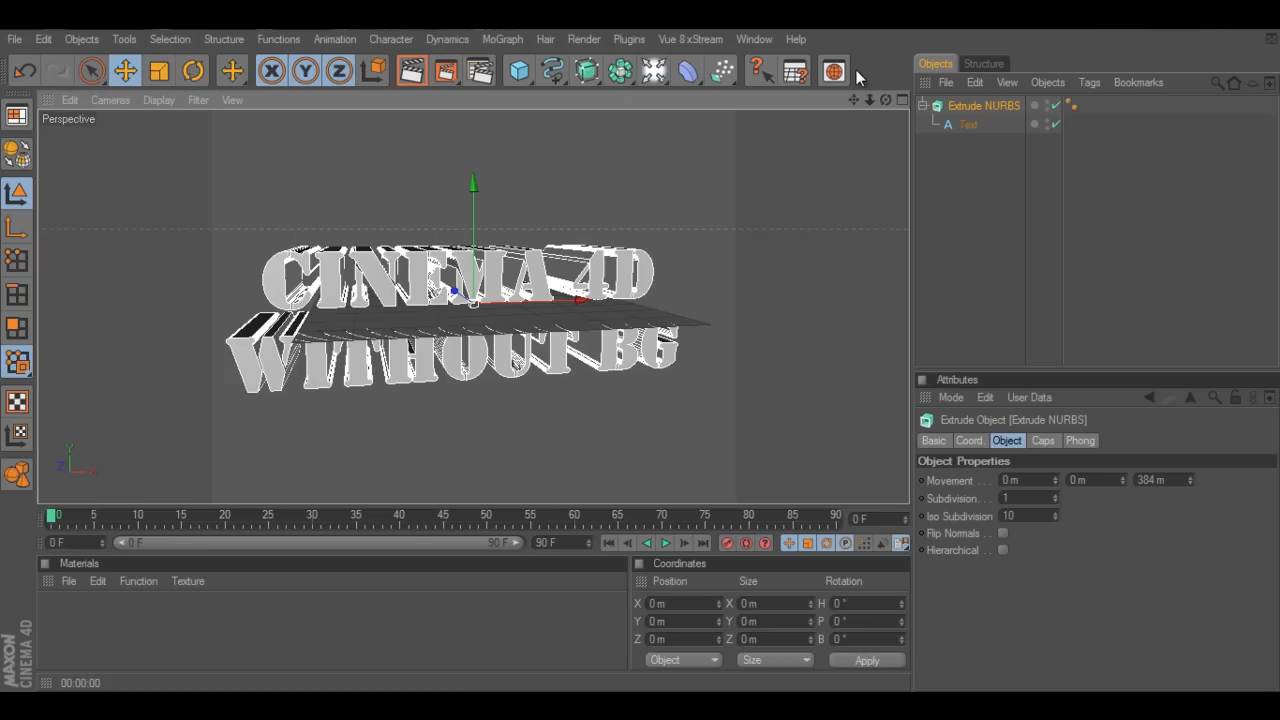 File Edit Objects Tools Selection Structure Functions Animation Character Dynamics MoGraph Hair Render Plugins Vue 8 xStream Window Help
X Y Z
Objects Structure
File Edit View Objects Tags Bookmarks
Extrude NURBS
A Text
Edit Cameras Display Filter View
Perspective
CINEMA 4D
WITHOUT BG
Y
Z X
Attributes
Mode Edit User Data
Extrude Object [Extrude NURBS]
Basic Coord. Object Caps Phong
Object Properties
Movement . . . 0 m 0 m 384 m
Subdivision. . . 1
Iso Subdivision 10
Flip Normals . .
Hierarchical . . .
0 5 10 15 20 25 30 35 40 45 50 55 60 65 70 75 80 85 90 0 F
0 F 0 F 90 F 90 F
Materials
File Edit Function Texture
Coordinates
Position Size Rotation
X 0 m X 0 m H 0 °
Y 0 m Y 0 m P 0 °
Z 0 m Z 0 m B 0 °
Object Size Apply
00:00:00
MAXON
CINEMA 4D